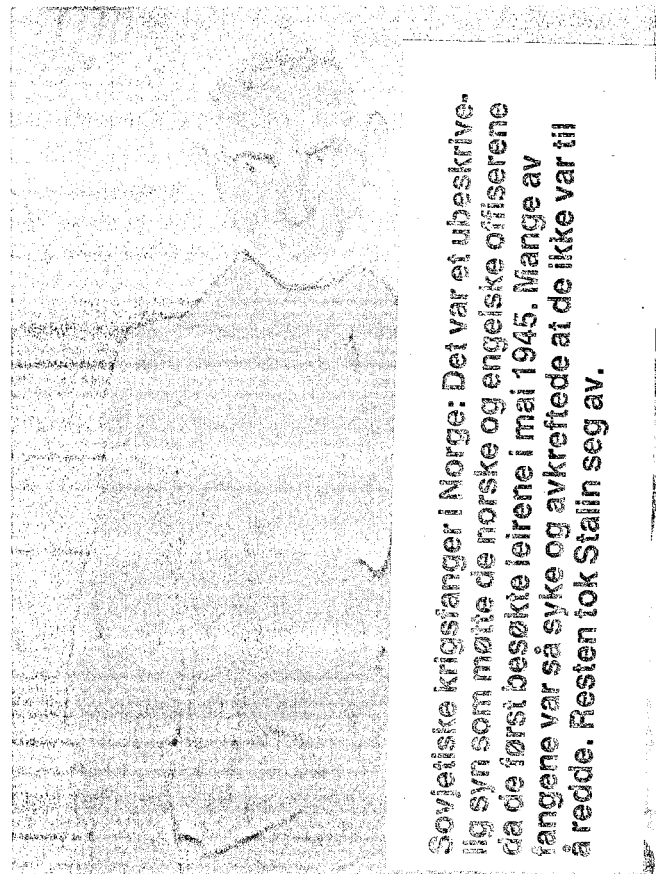 Sovjetiske krigsfanger i Norge: Det var et ubeskrive-
lig syn som møtte de norske og engelske offiserene
da de først besøkte leirene i mai 1945. Mange av
fangene var så syke og avkreftede at de ikke var til
å redde. Resten tok Stalin seg av.